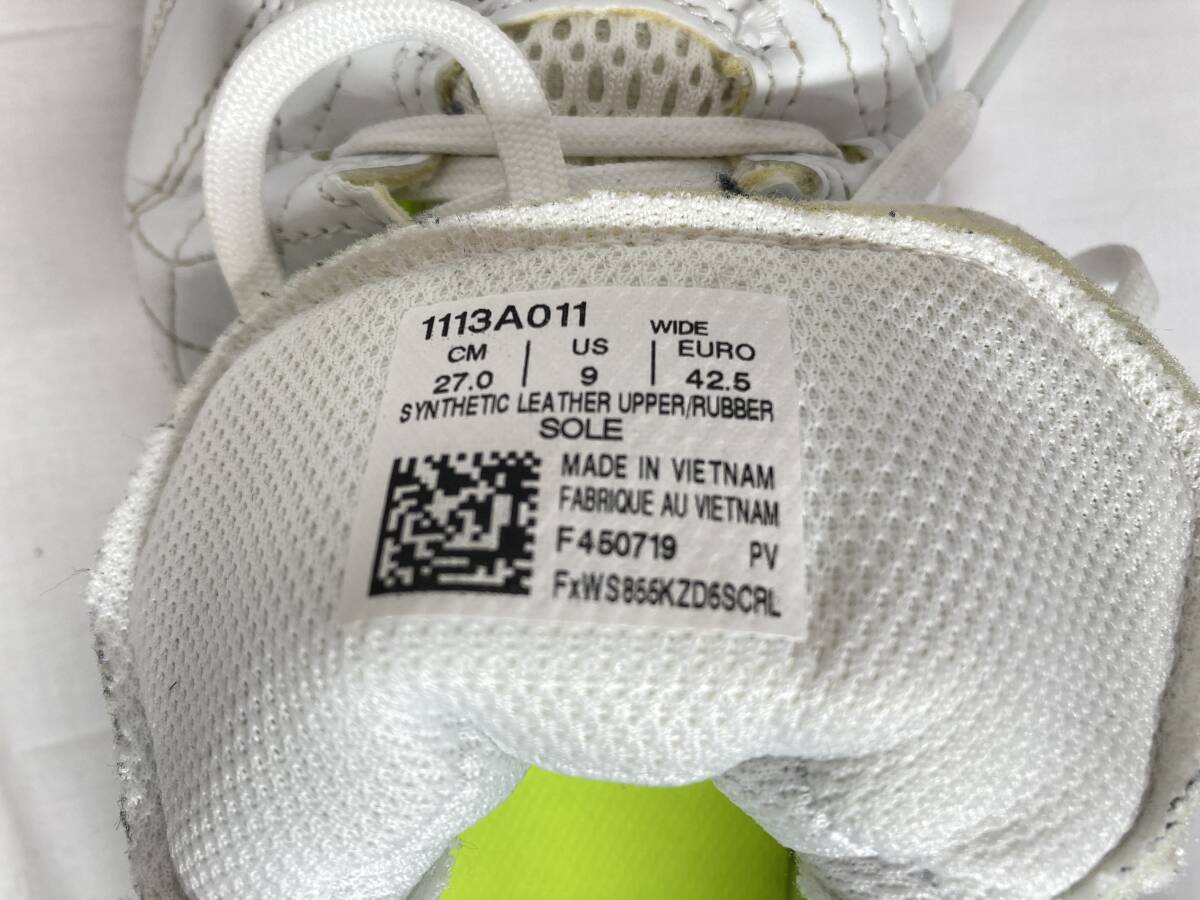 1113A011 WIDE
CM | US | EURO
27.0 | 9 | 42.5
SYNTHETIC LEATHER UPPER/RUBBER
SOLE
MADE IN VIETNAM
FABRIQUE AU VIETNAM
F450719 PV
FxWS855KZD6SCRL